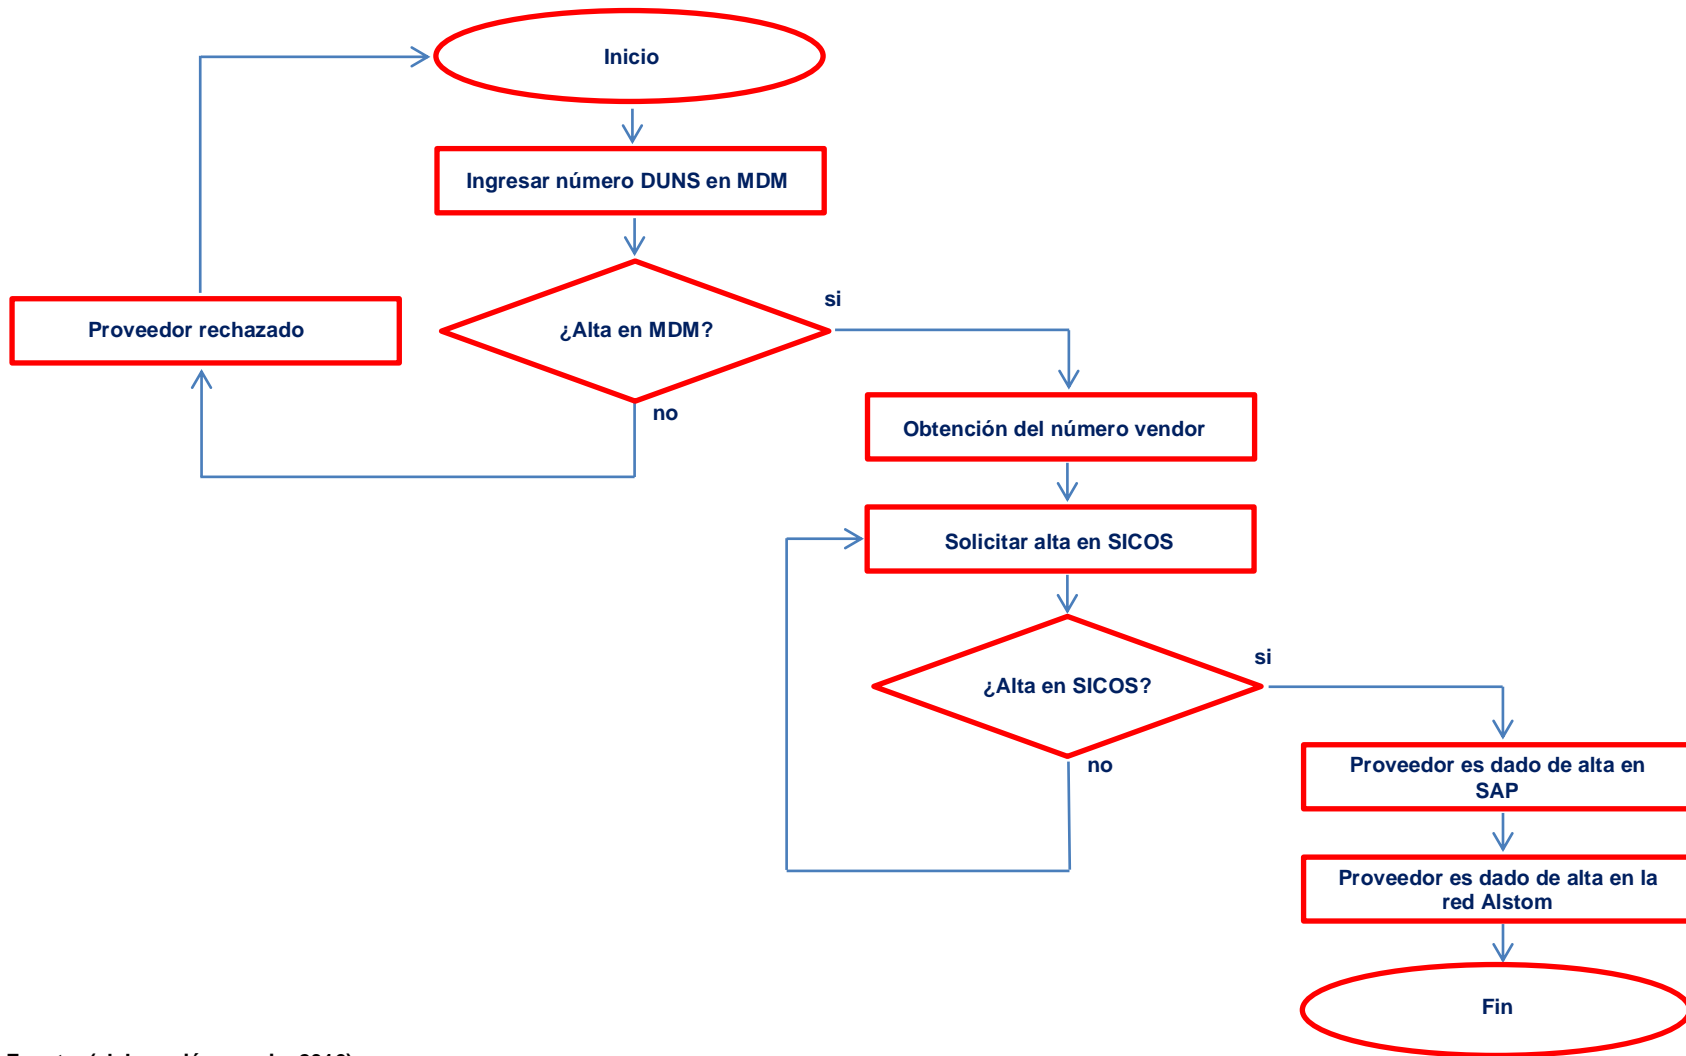 Inicio
Ingresar número DUNS en MDM
¿Alta en MDM?
si
no
Proveedor rechazado
Obtención del número vendor
Solicitar alta en SICOS
¿Alta en SICOS?
si
no
Proveedor es dado de alta en
SAP
Proveedor es dado de alta en la
red Alstom
Fin